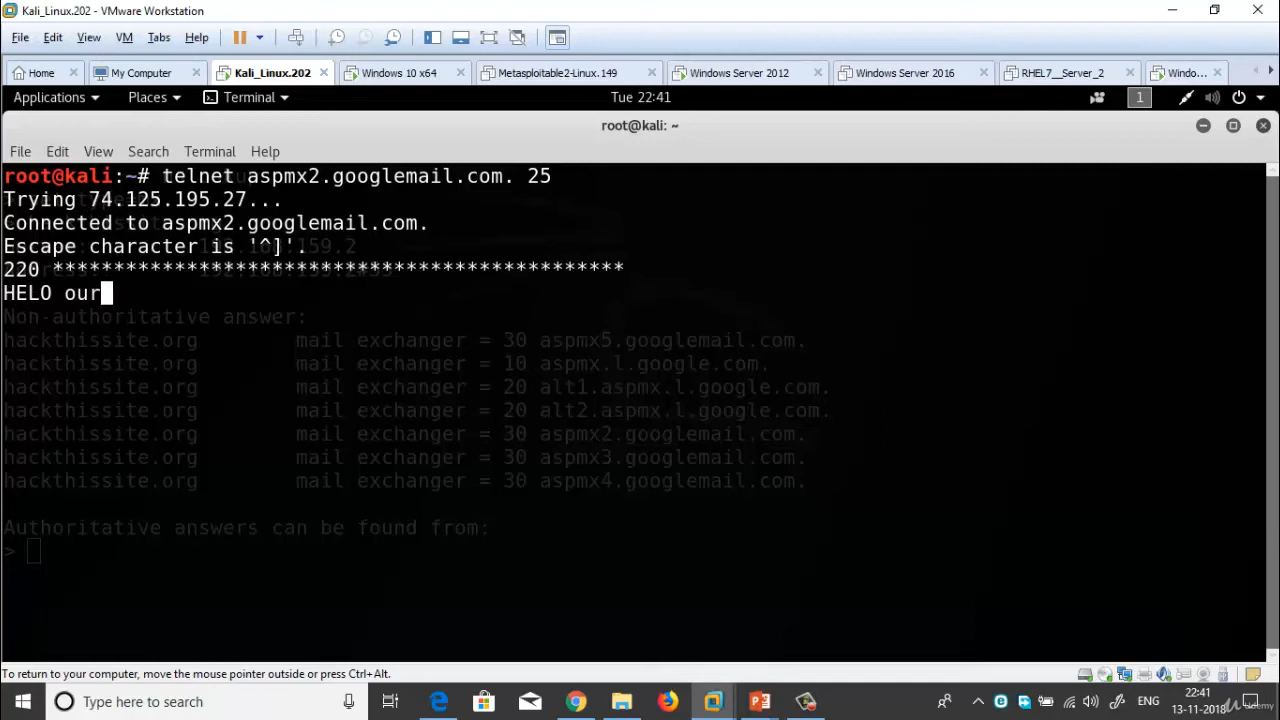 Kali_Linux.202 - VMware Workstation
File Edit View VM Tabs Help
Home My Computer Kali_Linux.202 Windows 10 x64 Metasploitable2-Linux.149 Windows Server 2012 Windows Server 2016 RHEL7__Server_2 Windo...
Applications Places Terminal Tue 22:41 1
root@kali: ~
File Edit View Search Terminal Help
root@kali:~# telnet aspmx2.googlemail.com. 25
Trying 74.125.195.27...
Connected to aspmx2.googlemail.com.
Escape character is '^]'.
220 ***********************************************
HELO our
Non-authoritative answer:
hackthissite.org mail exchanger = 30 aspmx5.googlemail.com.
hackthissite.org mail exchanger = 10 aspmx.l.google.com.
hackthissite.org mail exchanger = 20 alt1.aspmx.l.google.com.
hackthissite.org mail exchanger = 20 alt2.aspmx.l.google.com.
hackthissite.org mail exchanger = 30 aspmx2.googlemail.com.
hackthissite.org mail exchanger = 30 aspmx3.googlemail.com.
hackthissite.org mail exchanger = 30 aspmx4.googlemail.com.
Authoritative answers can be found from:
>
To return to your computer, move the mouse pointer outside or press Ctrl+Alt.
Type here to search ENG 22:41
13-11-2018
Udemy